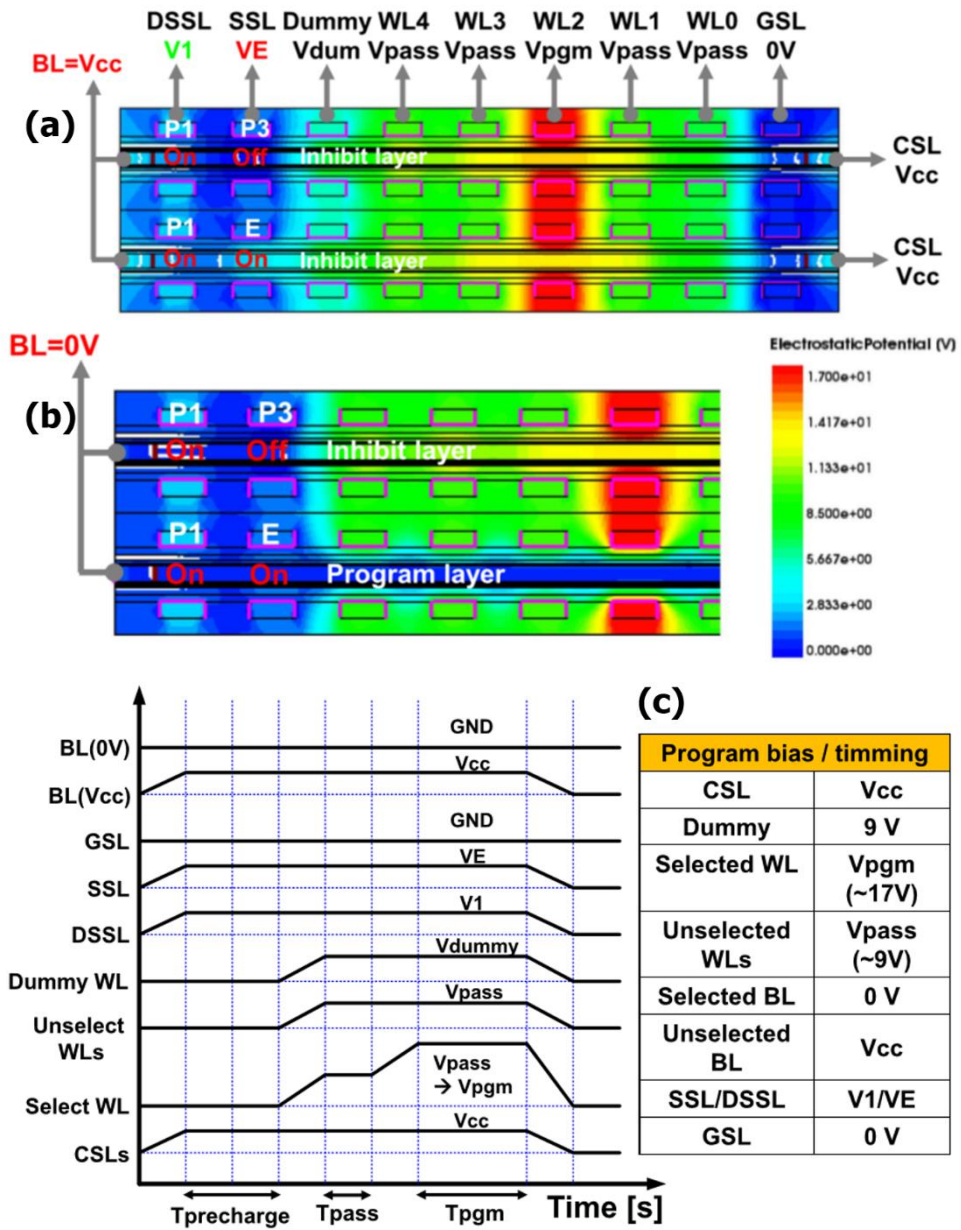 DSSL SSL Dummy WL4 WL3 WL2 WL1 WL0 GSL
V1 VE Vdum Vpass Vpass Vpgm Vpass Vpass 0V
BL=Vcc
(a)
P1 P3
On Off Inhibit layer
CSL
Vcc
P1 E
On On Inhibit layer
CSL
Vcc
BL=0V
(b)
P1 P3
On Off Inhibit layer
P1 E
On On Program layer
ElectrostaticPotential (V)
1.700e+01
1.417e+01
1.133e+01
8.500e+00
5.667e+00
2.833e+00
0.000e+00
(c)
BL(0V) GND
BL(Vcc) Vcc
GSL GND
SSL VE
DSSL V1
Dummy WL Vdummy
Unselect
WLs
Vpass
Select WL
Vpass
→ Vpgm
CSLs Vcc
Tprecharge Tpass Tpgm Time [s]
Program bias / timming
CSL Vcc
Dummy 9 V
Selected WL Vpgm
(~17V)
Unselected Vpass
WLs (~9V)
Selected BL 0 V
Unselected
BL
Vcc
SSL/DSSL V1/VE
GSL 0 V